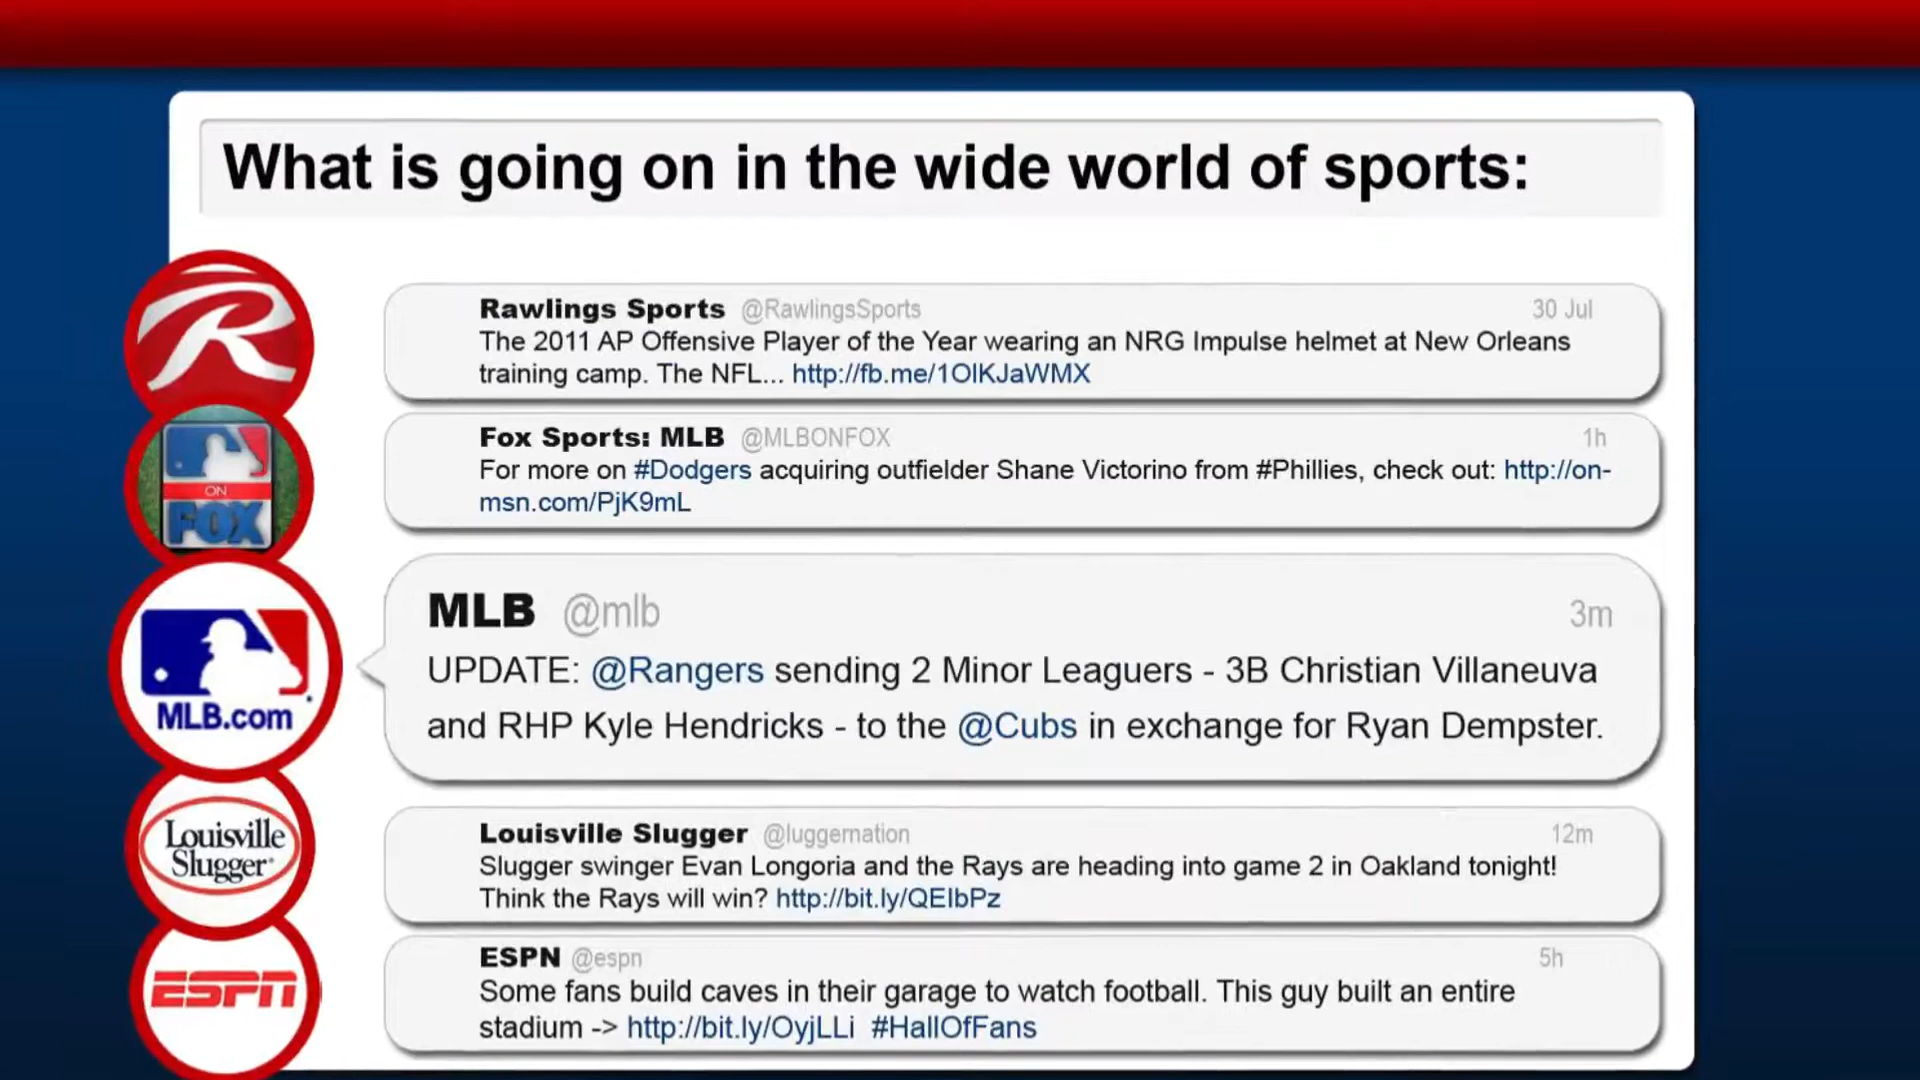 What is going on in the wide world of sports:
Rawlings Sports @RawlingsSports 30 Jul
The 2011 AP Offensive Player of the Year wearing an NRG Impulse helmet at New Orleans
training camp. The NFL... http://fb.me/1OlKJaWMX
ON
FOX
Fox Sports: MLB @MLBONFOX 1h
For more on #Dodgers acquiring outfielder Shane Victorino from #Phillies, check out: http://on-
msn.com/PjK9mL
MLB.com
MLB @mlb 3m
UPDATE: @Rangers sending 2 Minor Leaguers - 3B Christian Villaneuva
and RHP Kyle Hendricks - to the @Cubs in exchange for Ryan Dempster.
Louisville
Slugger
Louisville Slugger @luggernation 12m
Slugger swinger Evan Longoria and the Rays are heading into game 2 in Oakland tonight!
Think the Rays will win? http://bit.ly/QEIbPz
ESPN
ESPN @espn 5h
Some fans build caves in their garage to watch football. This guy built an entire
stadium -> http://bit.ly/OyjLLi #HallOfFans
R